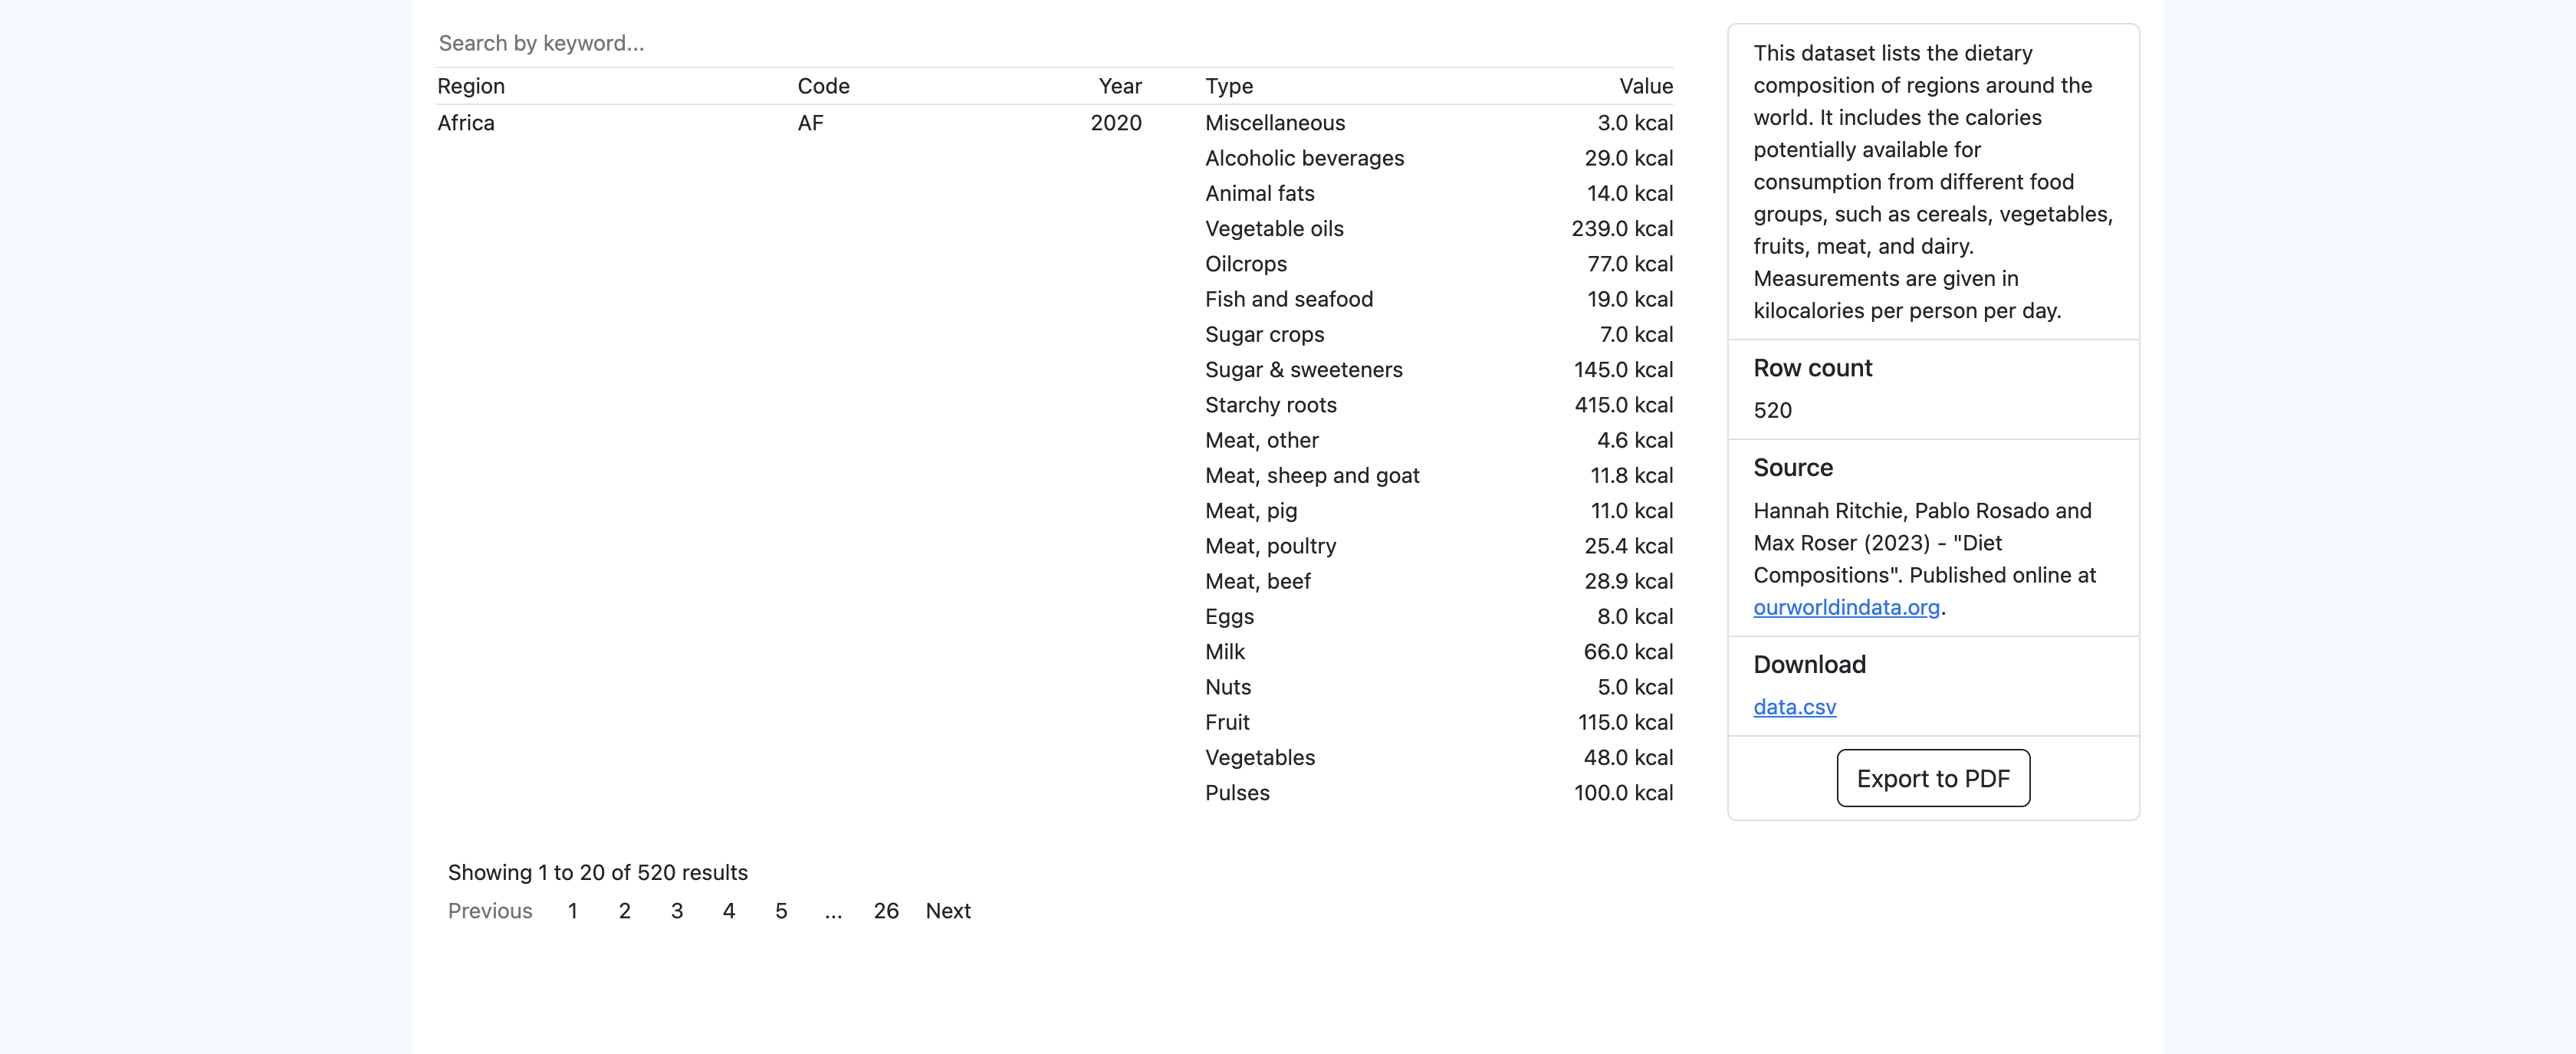 Search by keyword...
Region Code Year Type Value
Africa AF 2020 Miscellaneous 3.0 kcal
Alcoholic beverages 29.0 kcal
Animal fats 14.0 kcal
Vegetable oils 239.0 kcal
Oilcrops 77.0 kcal
Fish and seafood 19.0 kcal
Sugar crops 7.0 kcal
Sugar & sweeteners 145.0 kcal
Starchy roots 415.0 kcal
Meat, other 4.6 kcal
Meat, sheep and goat 11.8 kcal
Meat, pig 11.0 kcal
Meat, poultry 25.4 kcal
Meat, beef 28.9 kcal
Eggs 8.0 kcal
Milk 66.0 kcal
Nuts 5.0 kcal
Fruit 115.0 kcal
Vegetables 48.0 kcal
Pulses 100.0 kcal
Showing 1 to 20 of 520 results
Previous 1 2 3 4 5 ... 26 Next
This dataset lists the dietary
composition of regions around the
world. It includes the calories
potentially available for
consumption from different food
groups, such as cereals, vegetables,
fruits, meat, and dairy.
Measurements are given in
kilocalories per person per day.
Row count
520
Source
Hannah Ritchie, Pablo Rosado and
Max Roser (2023) - "Diet
Compositions". Published online at
ourworldindata.org.
Download
data.csv
Export to PDF